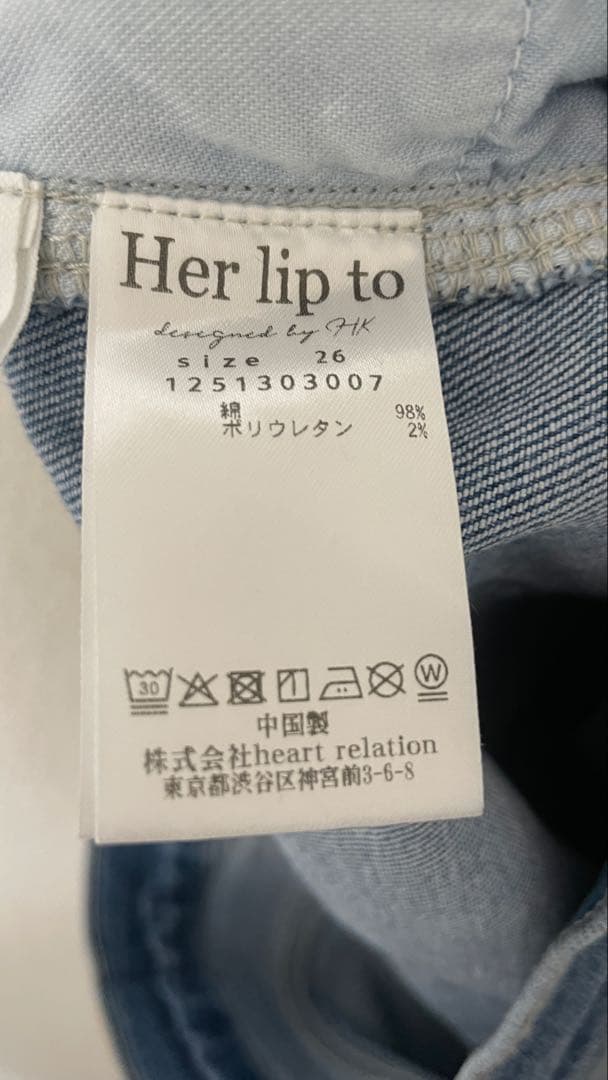 Her lip to
designed by HK
size 26
1251303007
綿 98%
ポリウレタン 2%
30
W
中国製
株式会社heart relation
東京都渋谷区神宮前3-6-8